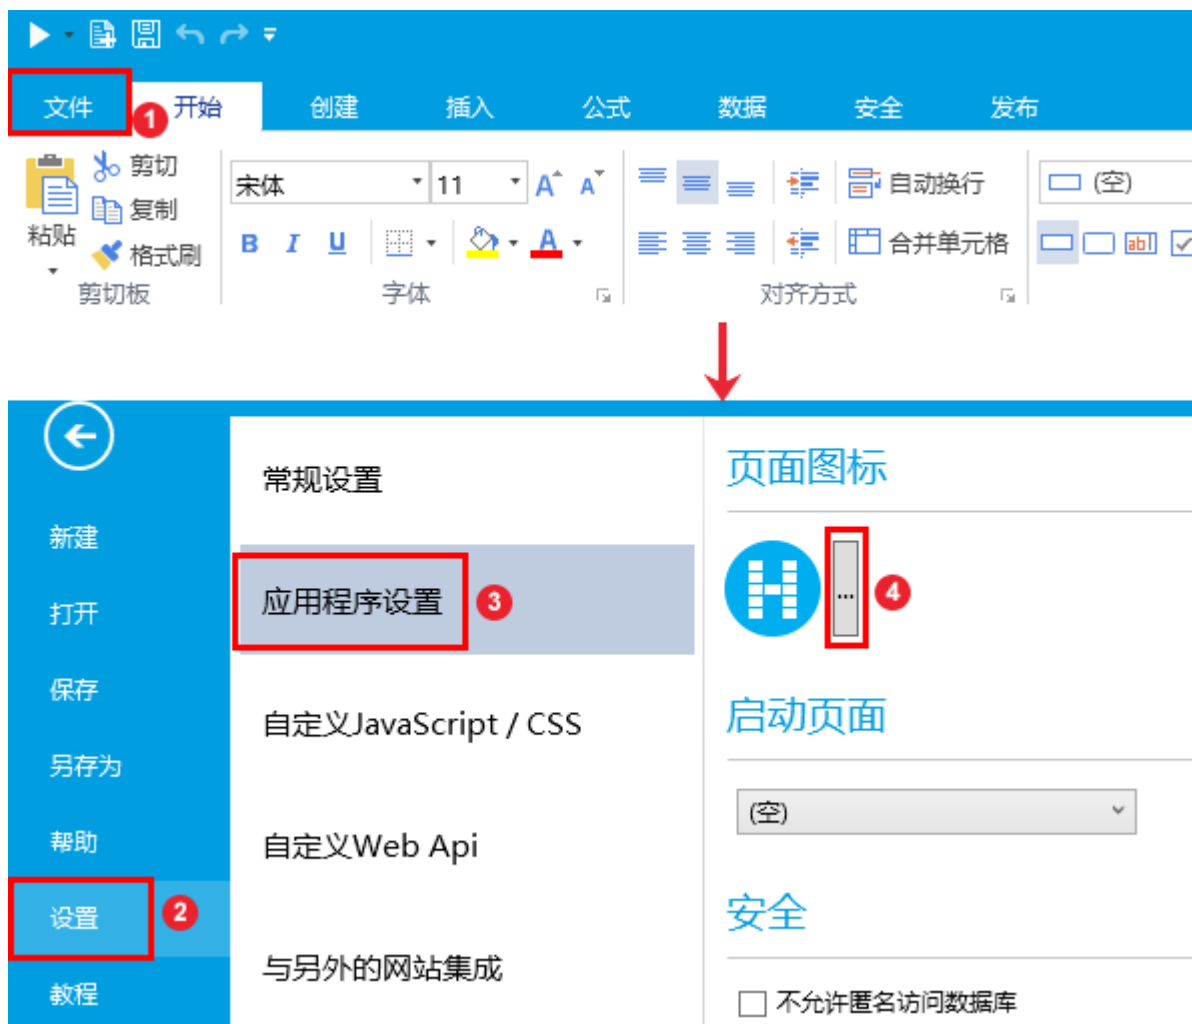 文件 1 开始 创建 插入 公式 数据 安全 发布
剪切
复制
粘贴
格式刷
宋体 11 A A 自动换行 (空)
B I U A 合并单元格 abl
剪切板 字体 对齐方式
常规设置
页面图标
新建
应用程序设置 3
... 4
打开
保存
自定义JavaScript / CSS
启动页面
另存为
(空)
帮助
自定义Web Api
设置 2
安全
与另外的网站集成
教程
不允许匿名访问数据库